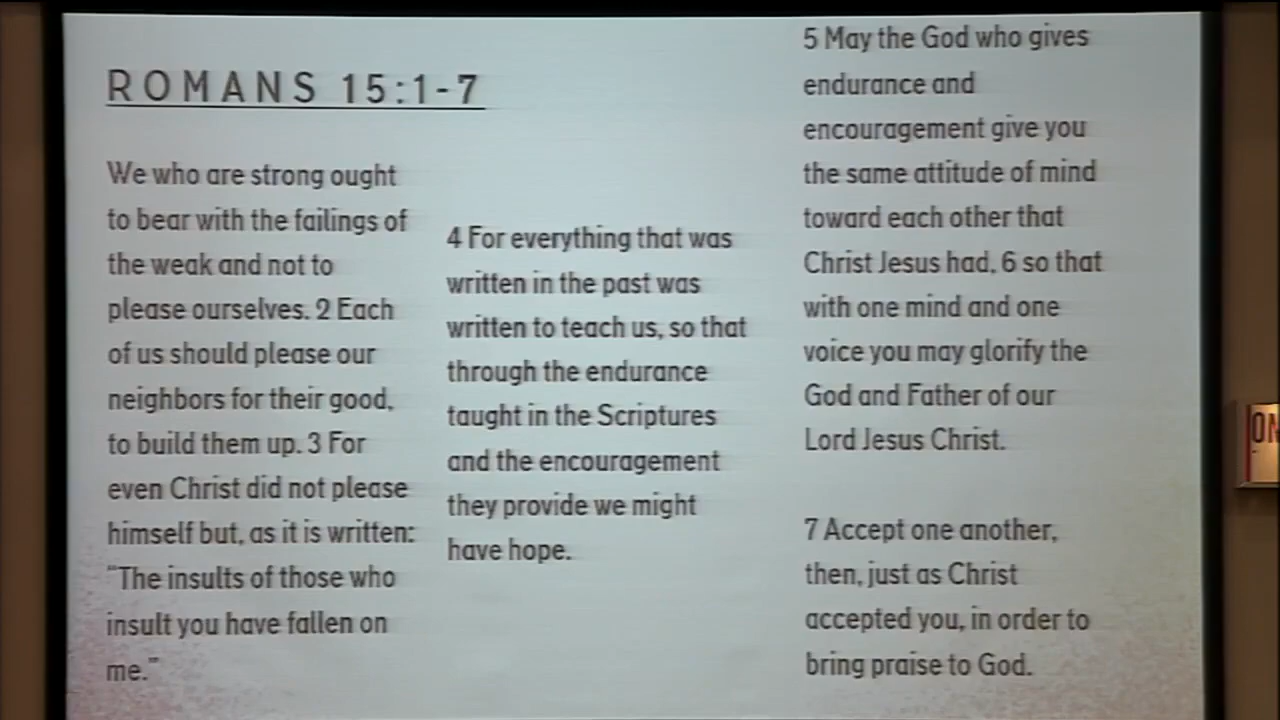 ROMANS 15:1-7
We who are strong ought
to bear with the failings of
the weak and not to
please ourselves. 2 Each
of us should please our
neighbors for their good,
to build them up. 3 For
even Christ did not please
himself but, as it is written:
"The insults of those who
insult you have fallen on
me."
4 For everything that was
written in the past was
written to teach us, so that
through the endurance
taught in the Scriptures
and the encouragement
they provide we might
have hope.
5 May the God who gives
endurance and
encouragement give you
the same attitude of mind
toward each other that
Christ Jesus had, 6 so that
with one mind and one
voice you may glorify the
God and Father of our
Lord Jesus Christ.
7 Accept one another,
then, just as Christ
accepted you, in order to
bring praise to God.